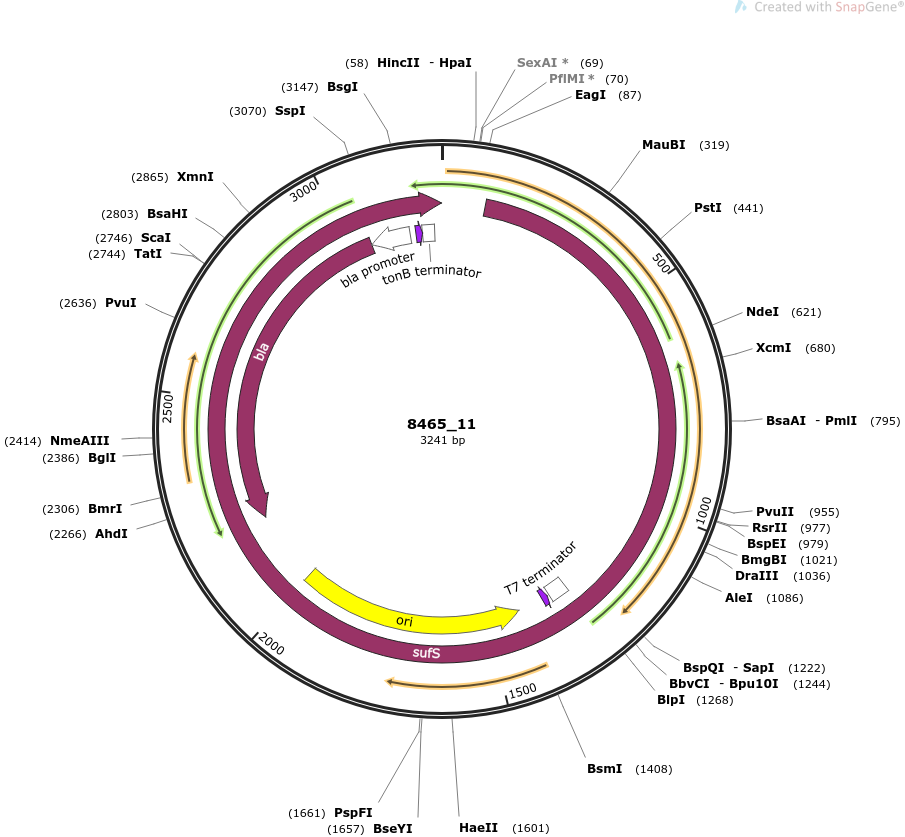 Created with SnapGene®
(58) HincII - HpaI
SexAI * (69)
PflMI * (70)
EagI (87)
(3147) BsgI
(3070) SspI
MauBI (319)
(2865) XmnI
(2803) BsaHI
(2746) ScaI
(2744) TatI
PstI (441)
(2636) PvuI
NdeI (621)
XcmI (680)
BsaAI - PmlI (795)
(2414) NmeAIII
(2386) BglI
(2306) BmrI
(2266) AhdI
PvuII (955)
RsrII (977)
BspEI (979)
BmgBI (1021)
DraIII (1036)
AleI (1086)
BspQI - SapI (1222)
BbvCI - Bpu10I (1244)
BlpI (1268)
BsmI (1408)
(1661) PspFI
(1657) BseYI
HaeII (1601)
3000
500
2500
1000
2000
1500
bla promoter
tonB terminator
bla
8465_11
3241 bp
T7 terminator
ori
sufS